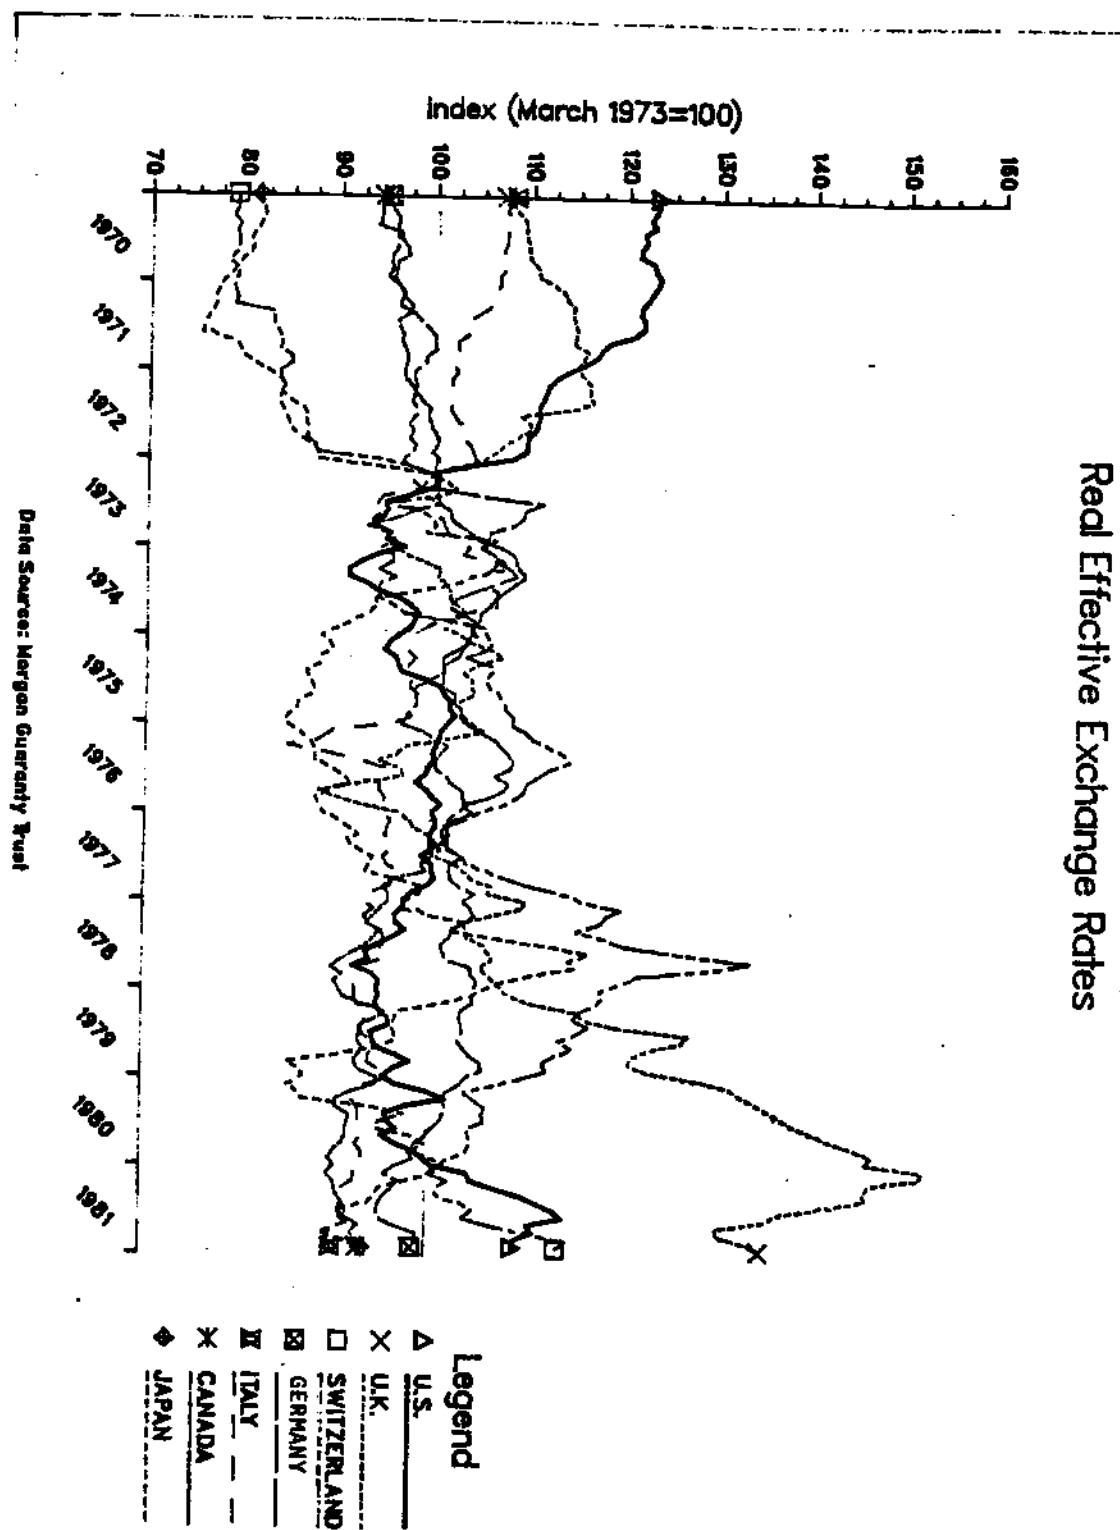 Real Effective Exchange Rates
Index (March 1973=100)
160
150
140
130
120
110
100
90
80
70
1970
1971
1972
1973
1974
1975
1976
1977
1978
1979
1980
1981
Legend
U.S.
U.K.
SWITZERLAND
GERMANY
ITALY
CANADA
JAPAN
Data Source: Morgan Guaranty Trust